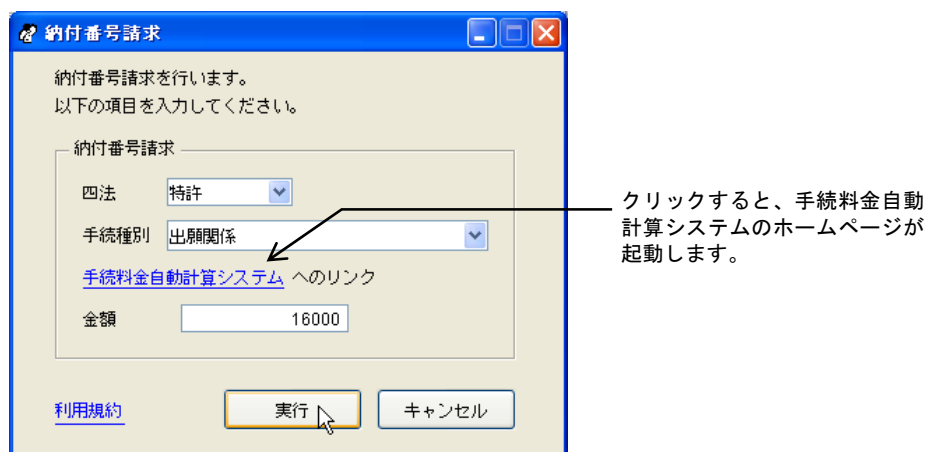 納付番号請求
納付番号請求を行います。
以下の項目を入力してください。
納付番号請求
四法 特許
手続種別 出願関係
手続料金自動計算システム へのリンク
金額 16000
利用規約 実行 キャンセル
クリックすると、手続料金自動
計算システムのホームページが
起動します。